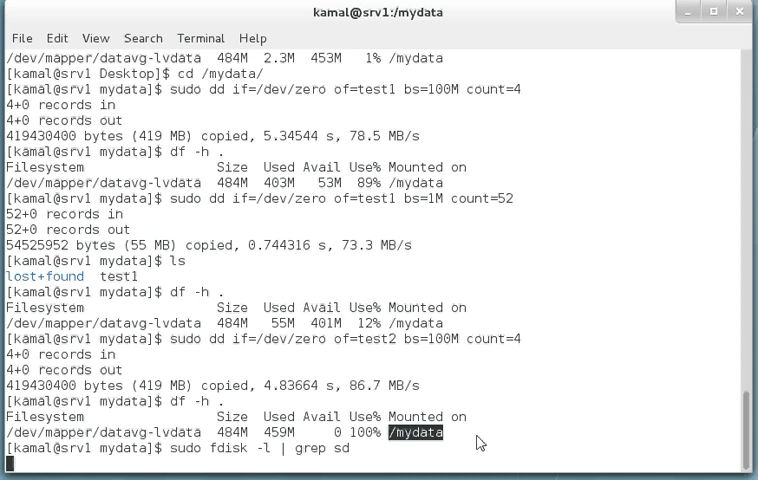 kamal@srv1:/mydata
File Edit View Search Terminal Help
/dev/mapper/datavg-lvdata 484M 2.3M 453M 1% /mydata
[kamal@srv1 Desktop]$ cd /mydata/
[kamal@srv1 mydata]$ sudo dd if=/dev/zero of=test1 bs=100M count=4
4+0 records in
4+0 records out
419430400 bytes (419 MB) copied, 5.34544 s, 78.5 MB/s
[kamal@srv1 mydata]$ df -h .
Filesystem Size Used Avail Use% Mounted on
/dev/mapper/datavg-lvdata 484M 403M 53M 89% /mydata
[kamal@srv1 mydata]$ sudo dd if=/dev/zero of=test1 bs=1M count=52
52+0 records in
52+0 records out
54525952 bytes (55 MB) copied, 0.744316 s, 73.3 MB/s
[kamal@srv1 mydata]$ ls
lost+found test1
[kamal@srv1 mydata]$ df -h .
Filesystem Size Used Avail Use% Mounted on
/dev/mapper/datavg-lvdata 484M 55M 401M 12% /mydata
[kamal@srv1 mydata]$ sudo dd if=/dev/zero of=test2 bs=100M count=4
4+0 records in
4+0 records out
419430400 bytes (419 MB) copied, 4.83664 s, 86.7 MB/s
[kamal@srv1 mydata]$ df -h .
Filesystem Size Used Avail Use% Mounted on
/dev/mapper/datavg-lvdata 484M 459M 0 100% /mydata
[kamal@srv1 mydata]$ sudo fdisk -l | grep sd